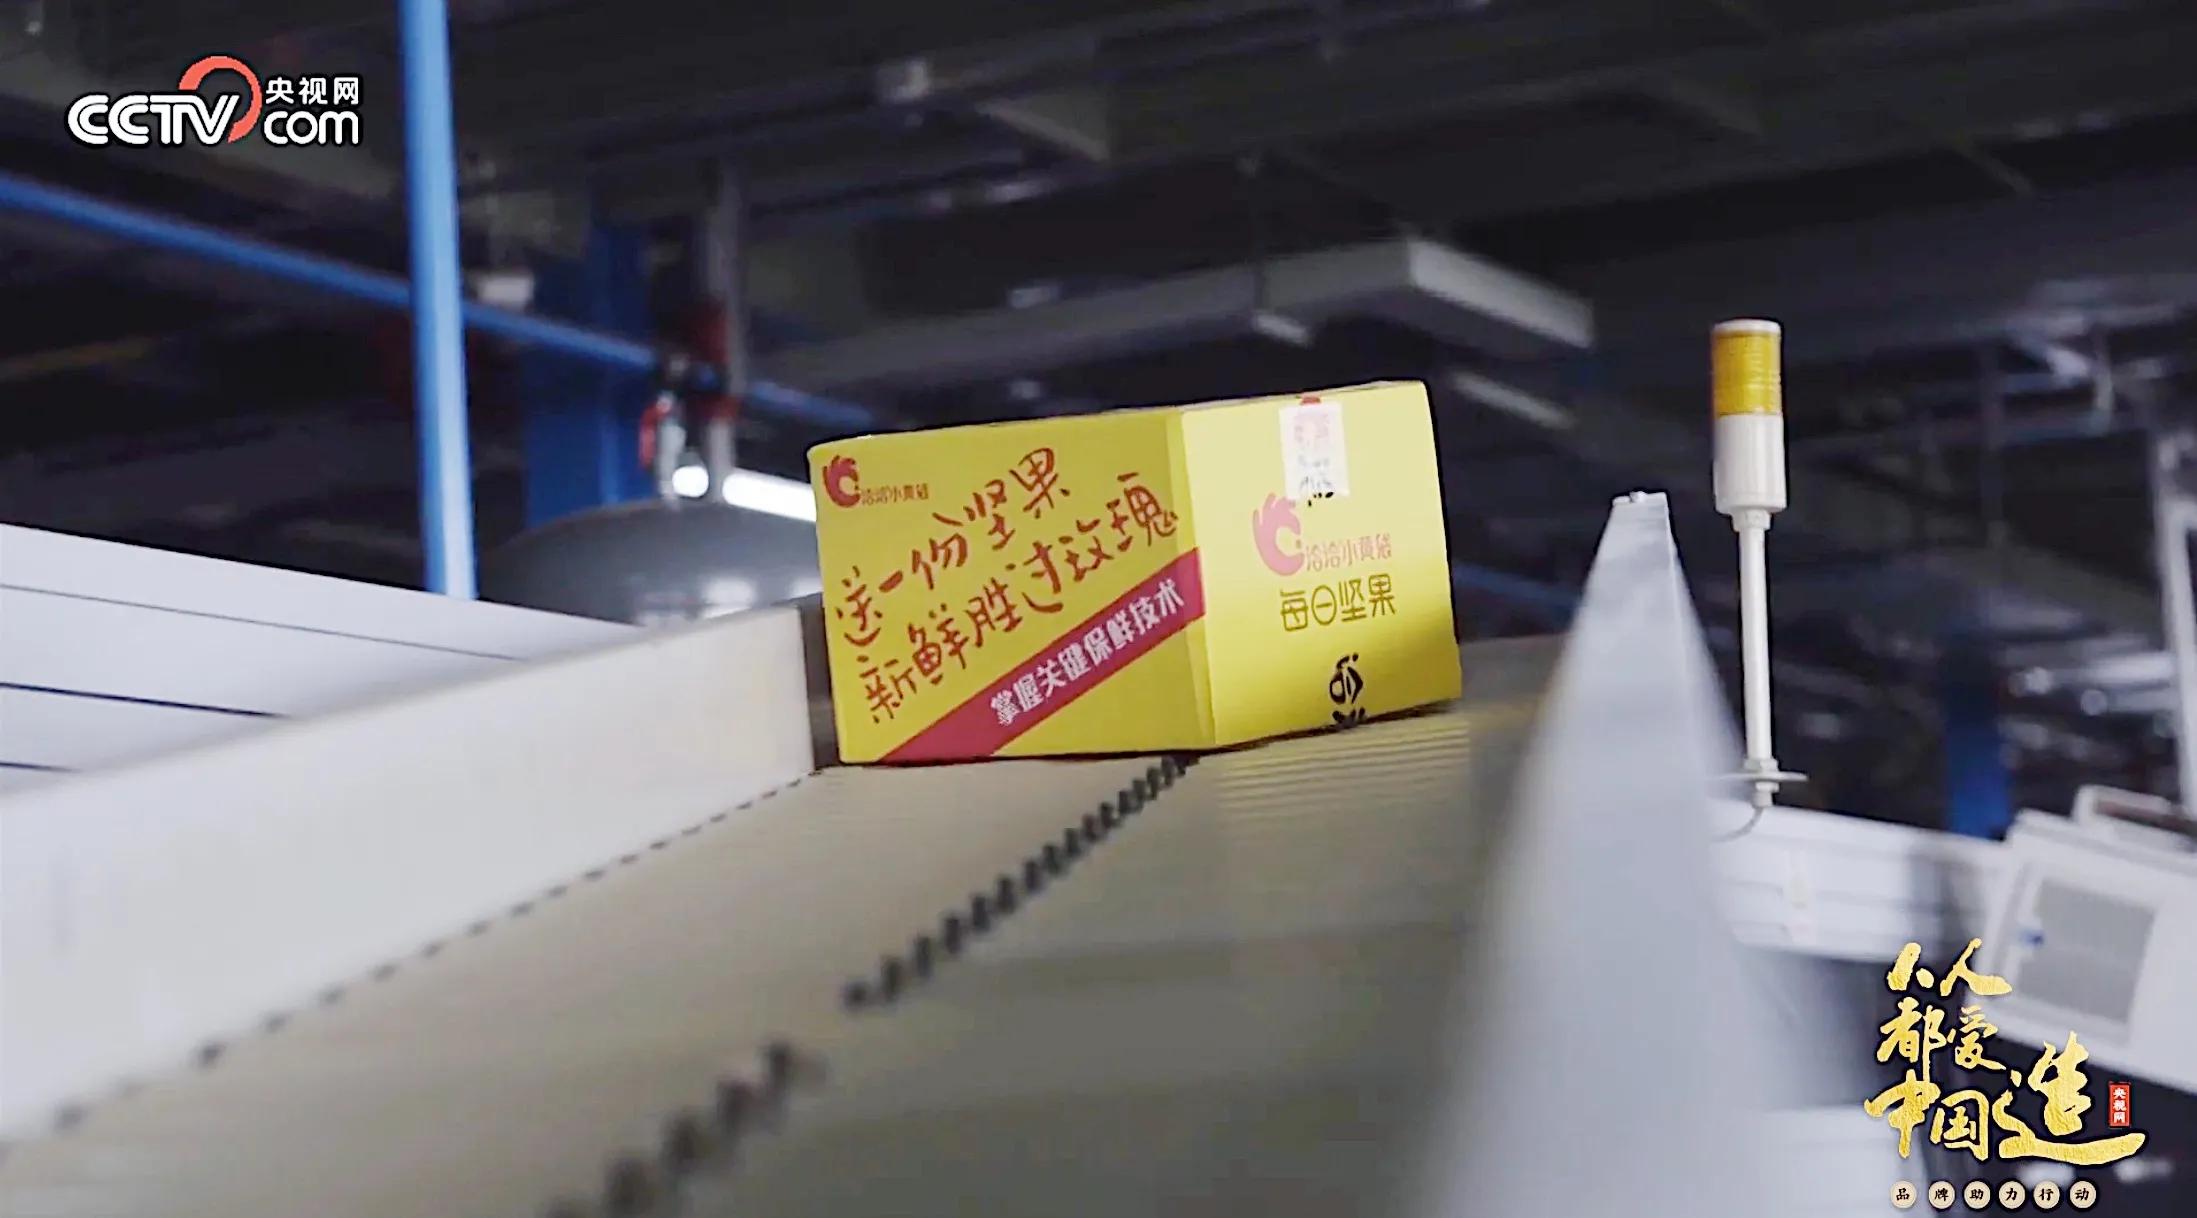 CCTV com 央视网
洽洽小黄袋
送一份坚果
新鲜胜过玫瑰
掌握关键保鲜技术
洽洽小黄袋
每日坚果
人人
都爱
中国造
央视网
品牌助力行动